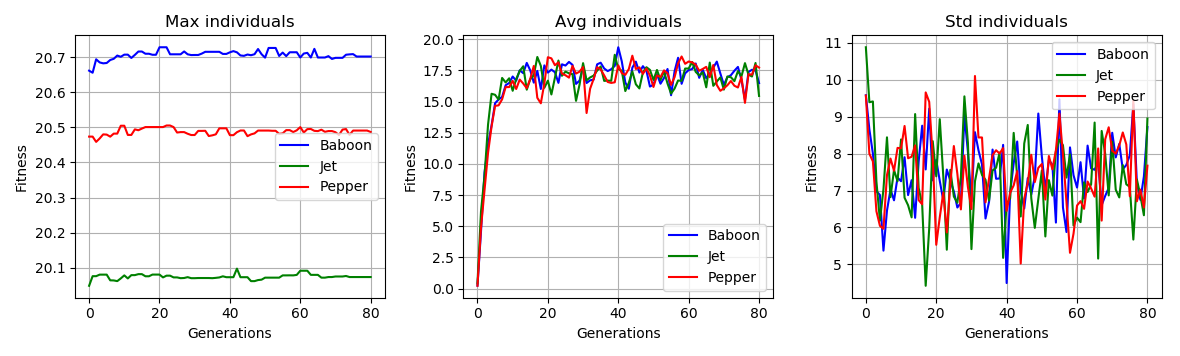 Max individuals
Fitness
20.7
20.6
20.5
20.4
20.3
20.2
20.1
0 20 40 60 80
Generations
Baboon
Jet
Pepper
Avg individuals
Fitness
20.0
17.5
15.0
12.5
10.0
7.5
5.0
2.5
0.0
0 20 40 60 80
Generations
Baboon
Jet
Pepper
Std individuals
Fitness
11
10
9
8
7
6
5
0 20 40 60 80
Generations
Baboon
Jet
Pepper